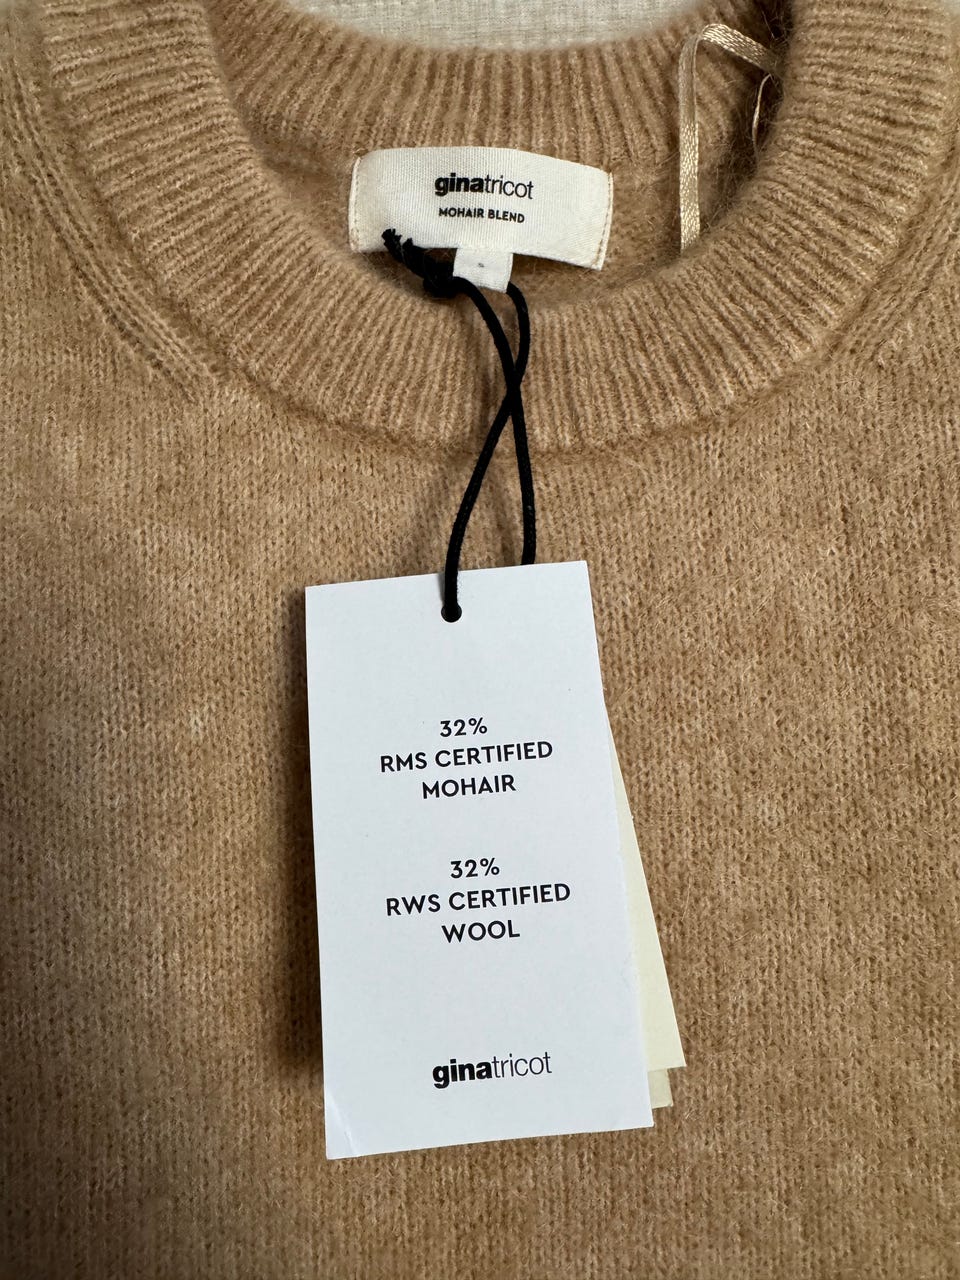 ginatricot
MOHAIR BLEND
S
32%
RMS CERTIFIED
MOHAIR
32%
RWS CERTIFIED
WOOL
ginatricot